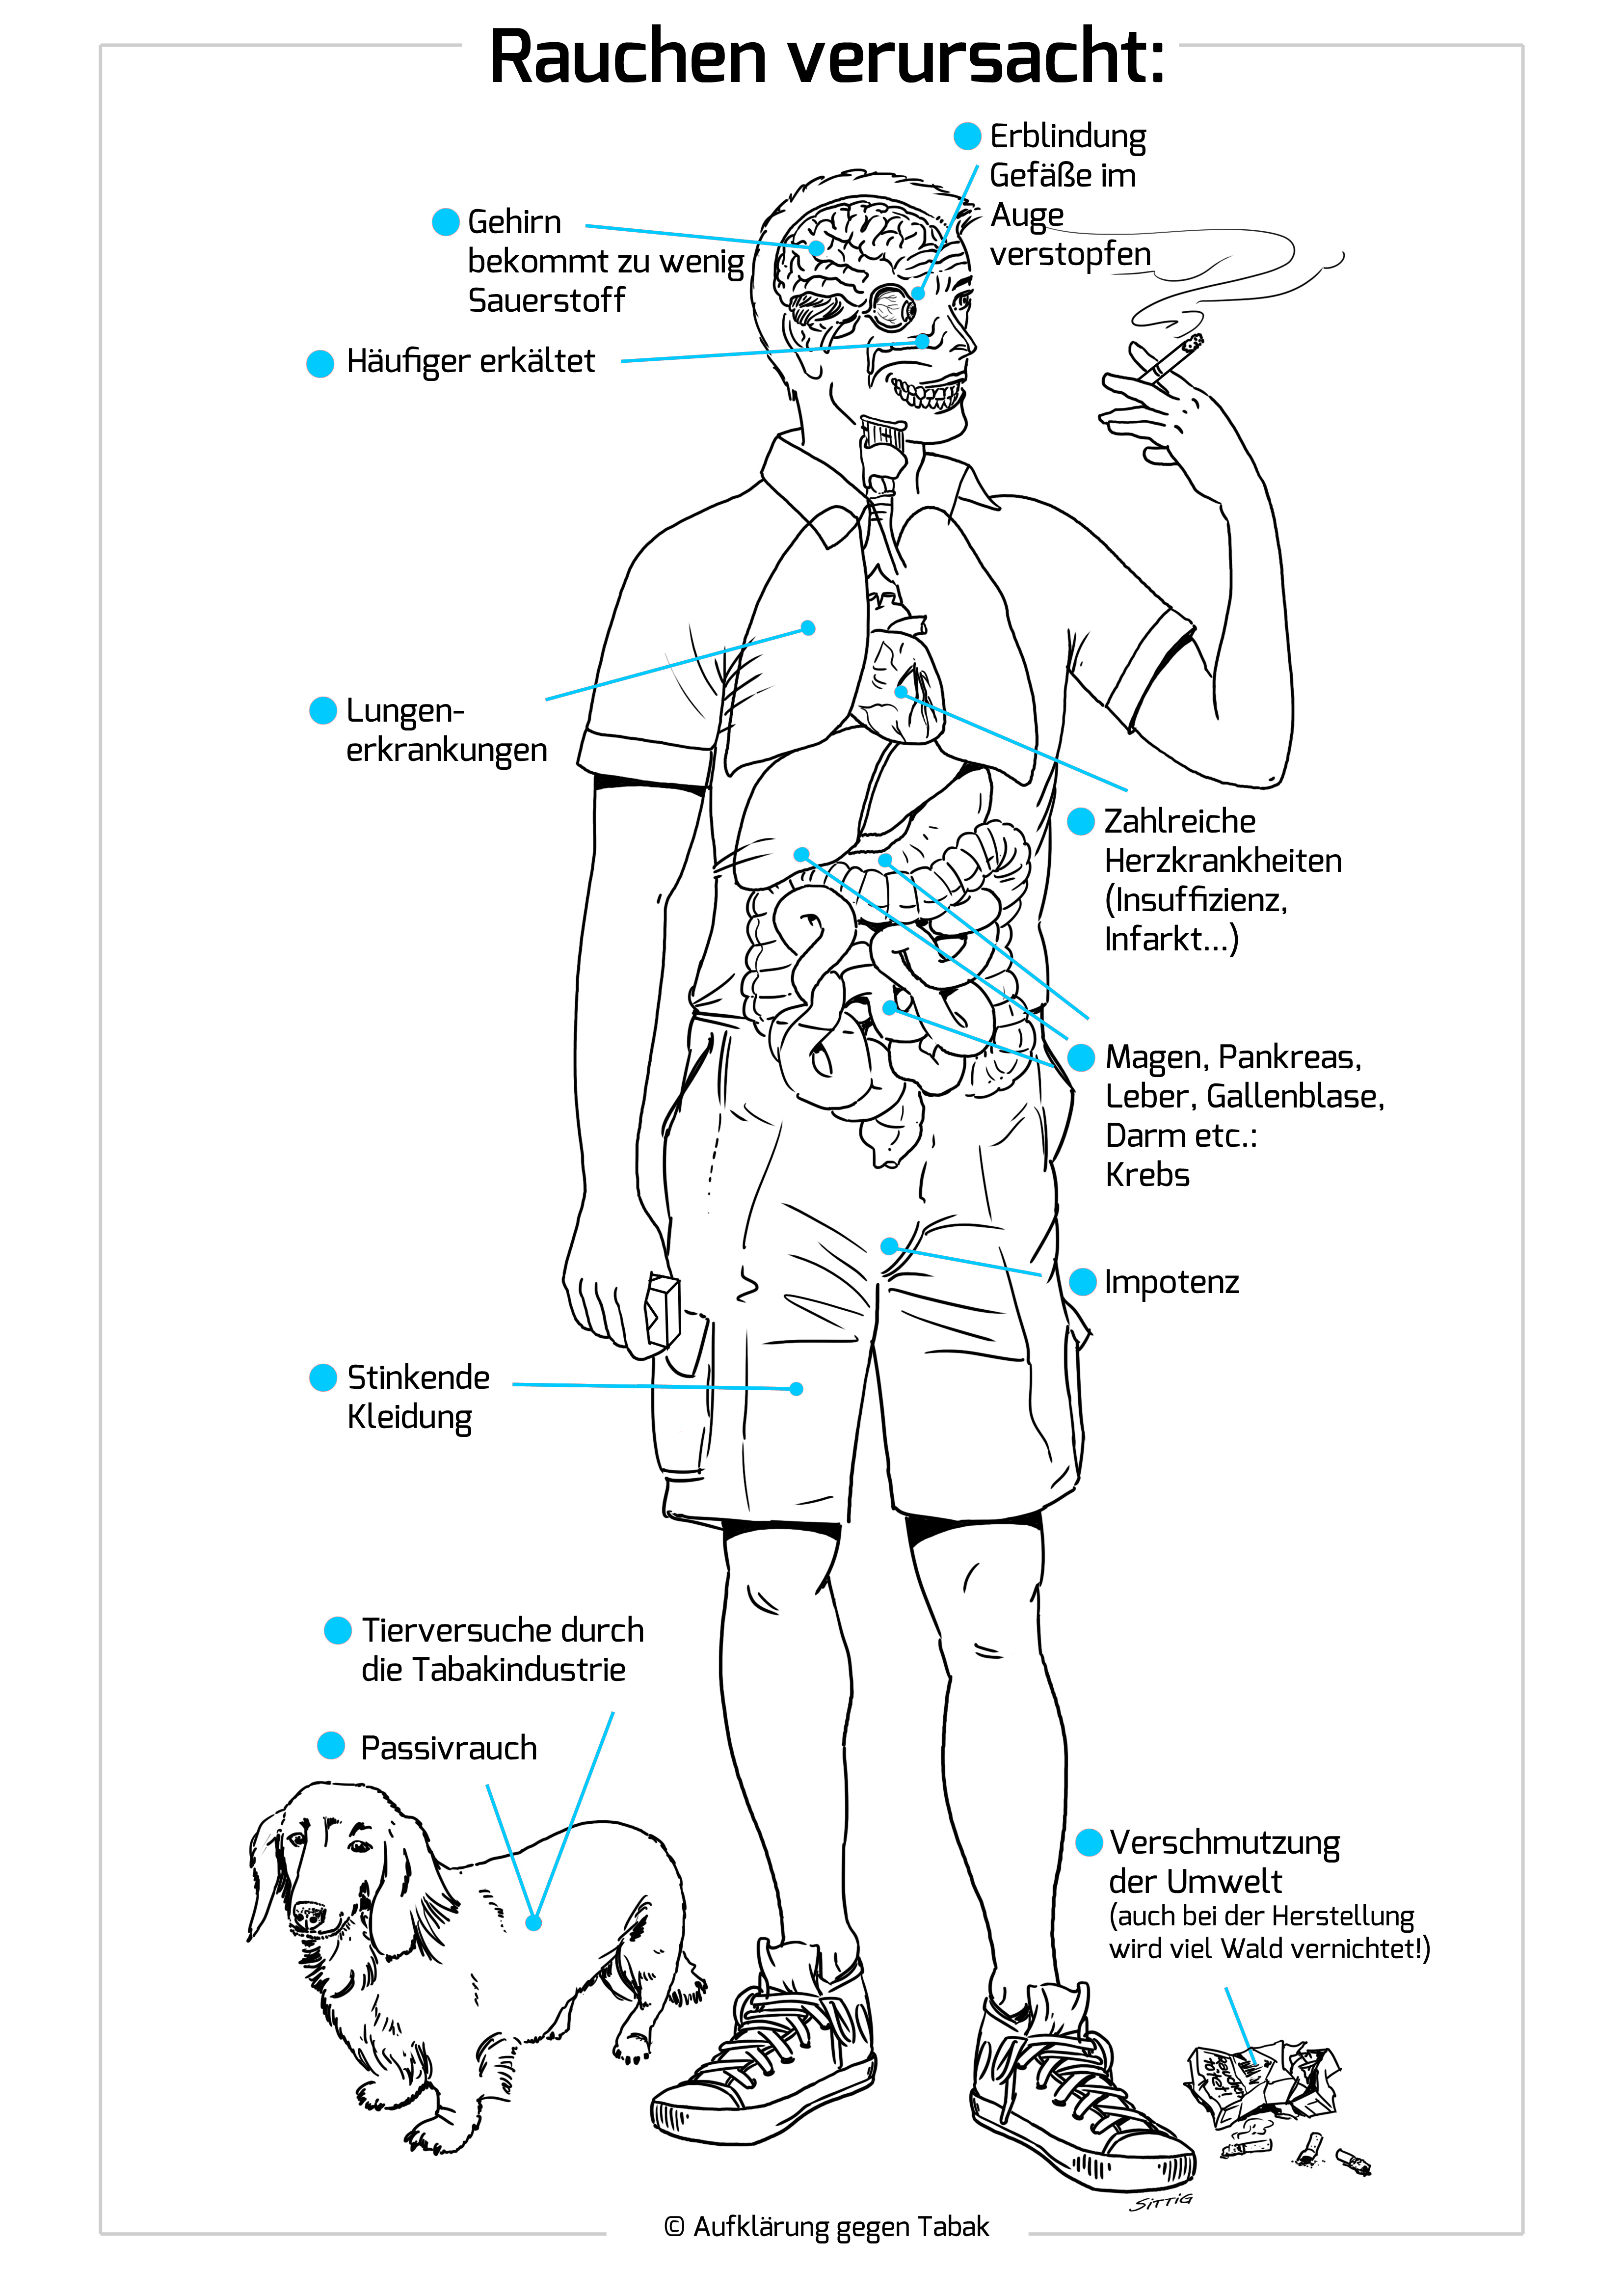 Rauchen verursacht:
Erblindung
Gefäße im
Auge
verstopfen
Gehirn
bekommt zu wenig
Sauerstoff
Häufiger erkältet
Lungen-
erkrankungen
Zahlreiche
Herzkrankheiten
(Insuffizienz,
Infarkt...)
Magen, Pankreas,
Leber, Gallenblase,
Darm etc.:
Krebs
Impotenz
Stinkende
Kleidung
Tierversuche durch
die Tabakindustrie
Passivrauch
Verschmutzung
der Umwelt
(auch bei der Herstellung
wird viel Wald vernichtet!)
Rauchen
tötet!
SiTTiG
© Aufklärung gegen Tabak